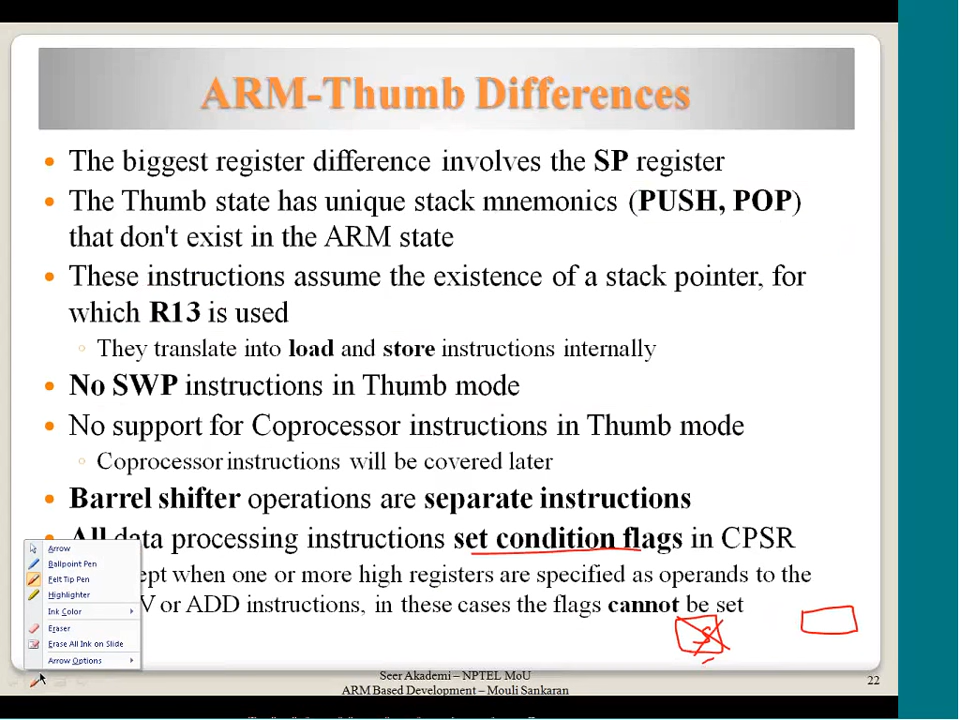 ARM-Thumb Differences
• The biggest register difference involves the SP register
• The Thumb state has unique stack mnemonics (PUSH, POP)
that don't exist in the ARM state
• These instructions assume the existence of a stack pointer, for
which R13 is used
◦ They translate into load and store instructions internally
• No SWP instructions in Thumb mode
• No support for Coprocessor instructions in Thumb mode
◦ Coprocessor instructions will be covered later
• Barrel shifter operations are separate instructions
• All data processing instructions set condition flags in CPSR
ept when one or more high registers are specified as operands to the
V or ADD instructions, in these cases the flags cannot be set
Arrow
Ballpoint Pen
Felt Tip Pen
Highlighter
Ink Color
Eraser
Erase All Ink on Slide
Arrow Options
S
Seer Akademi – NPTEL MoU
ARM Based Development – Mouli Sankaran
22